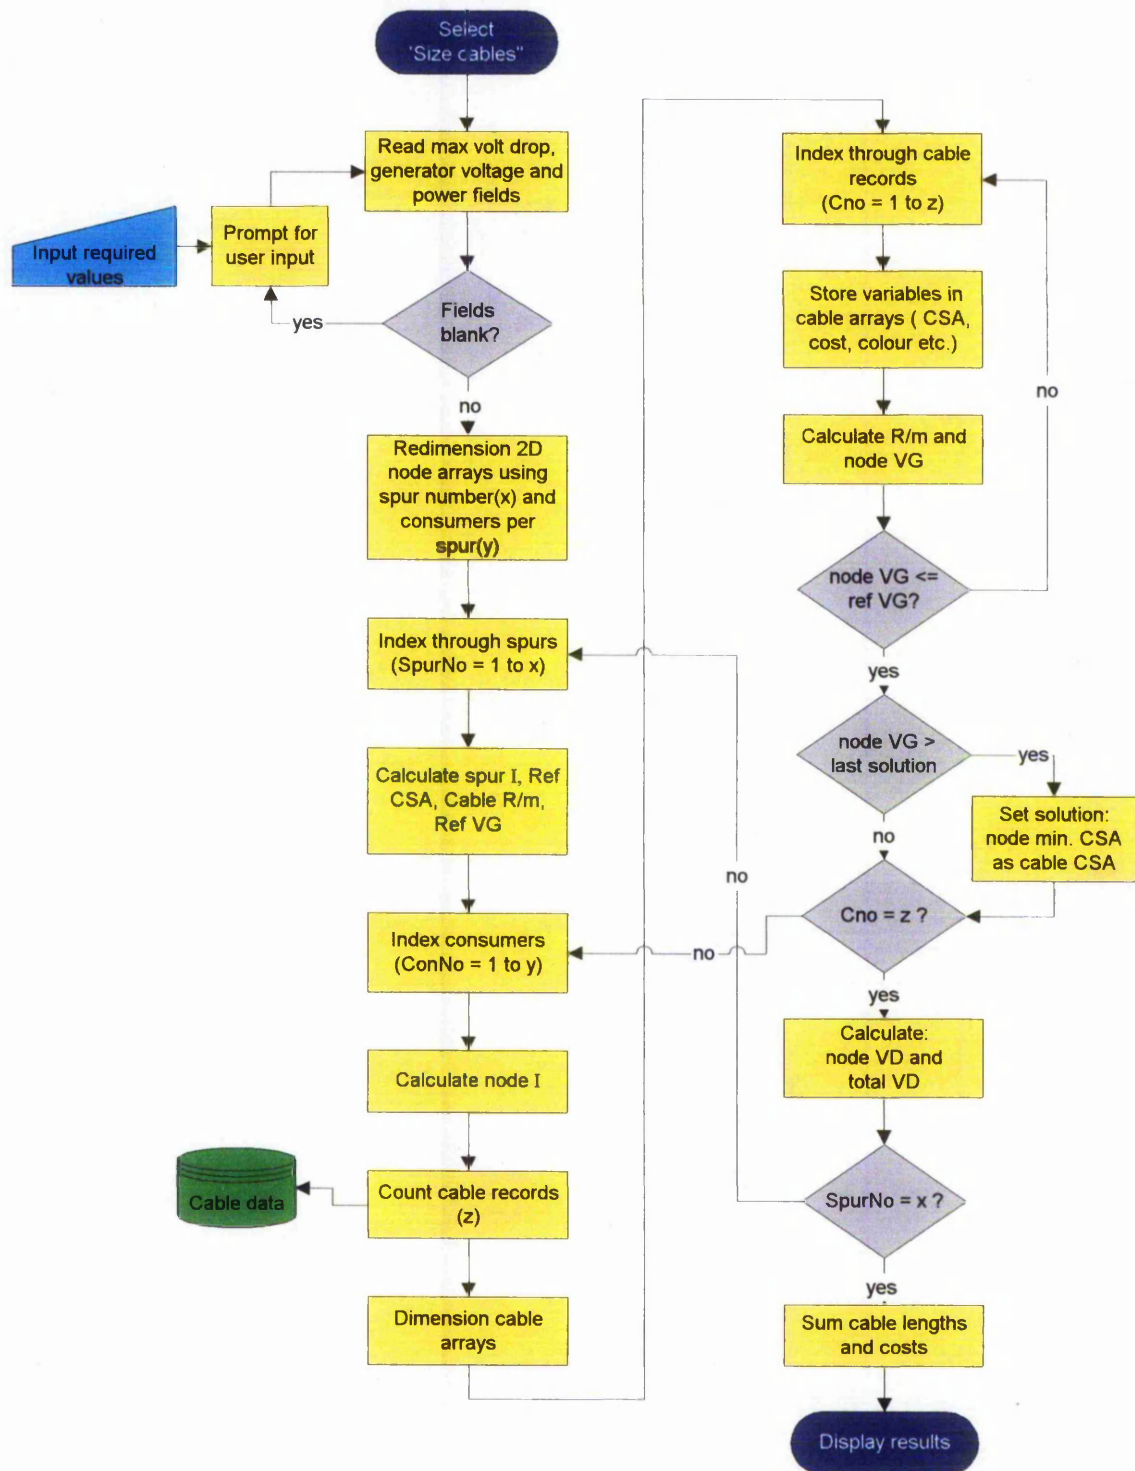 Select
"Size cables"
Read max volt drop,
generator voltage and
power fields
Input required
values
Prompt for
user input
Fields
blank?
yes
no
Redimension 2D
node arrays using
spur number(x) and
consumers per
spur(y)
Index through spurs
(SpurNo = 1 to x)
Calculate spur I, Ref
CSA, Cable R/m,
Ref VG
Index consumers
(ConNo = 1 to y)
Calculate node I
Count cable records
(z)
Cable data
Dimension cable
arrays
Index through cable
records
(Cno = 1 to z)
Store variables in
cable arrays ( CSA,
cost, colour etc.)
Calculate R/m and
node VG
node VG <=
ref VG?
no
yes
node VG >
last solution
yes
Set solution:
node min. CSA
as cable CSA
no
Cno = z ?
no
yes
Calculate:
node VD and
total VD
SpurNo = x ?
no
yes
Sum cable lengths
and costs
Display results